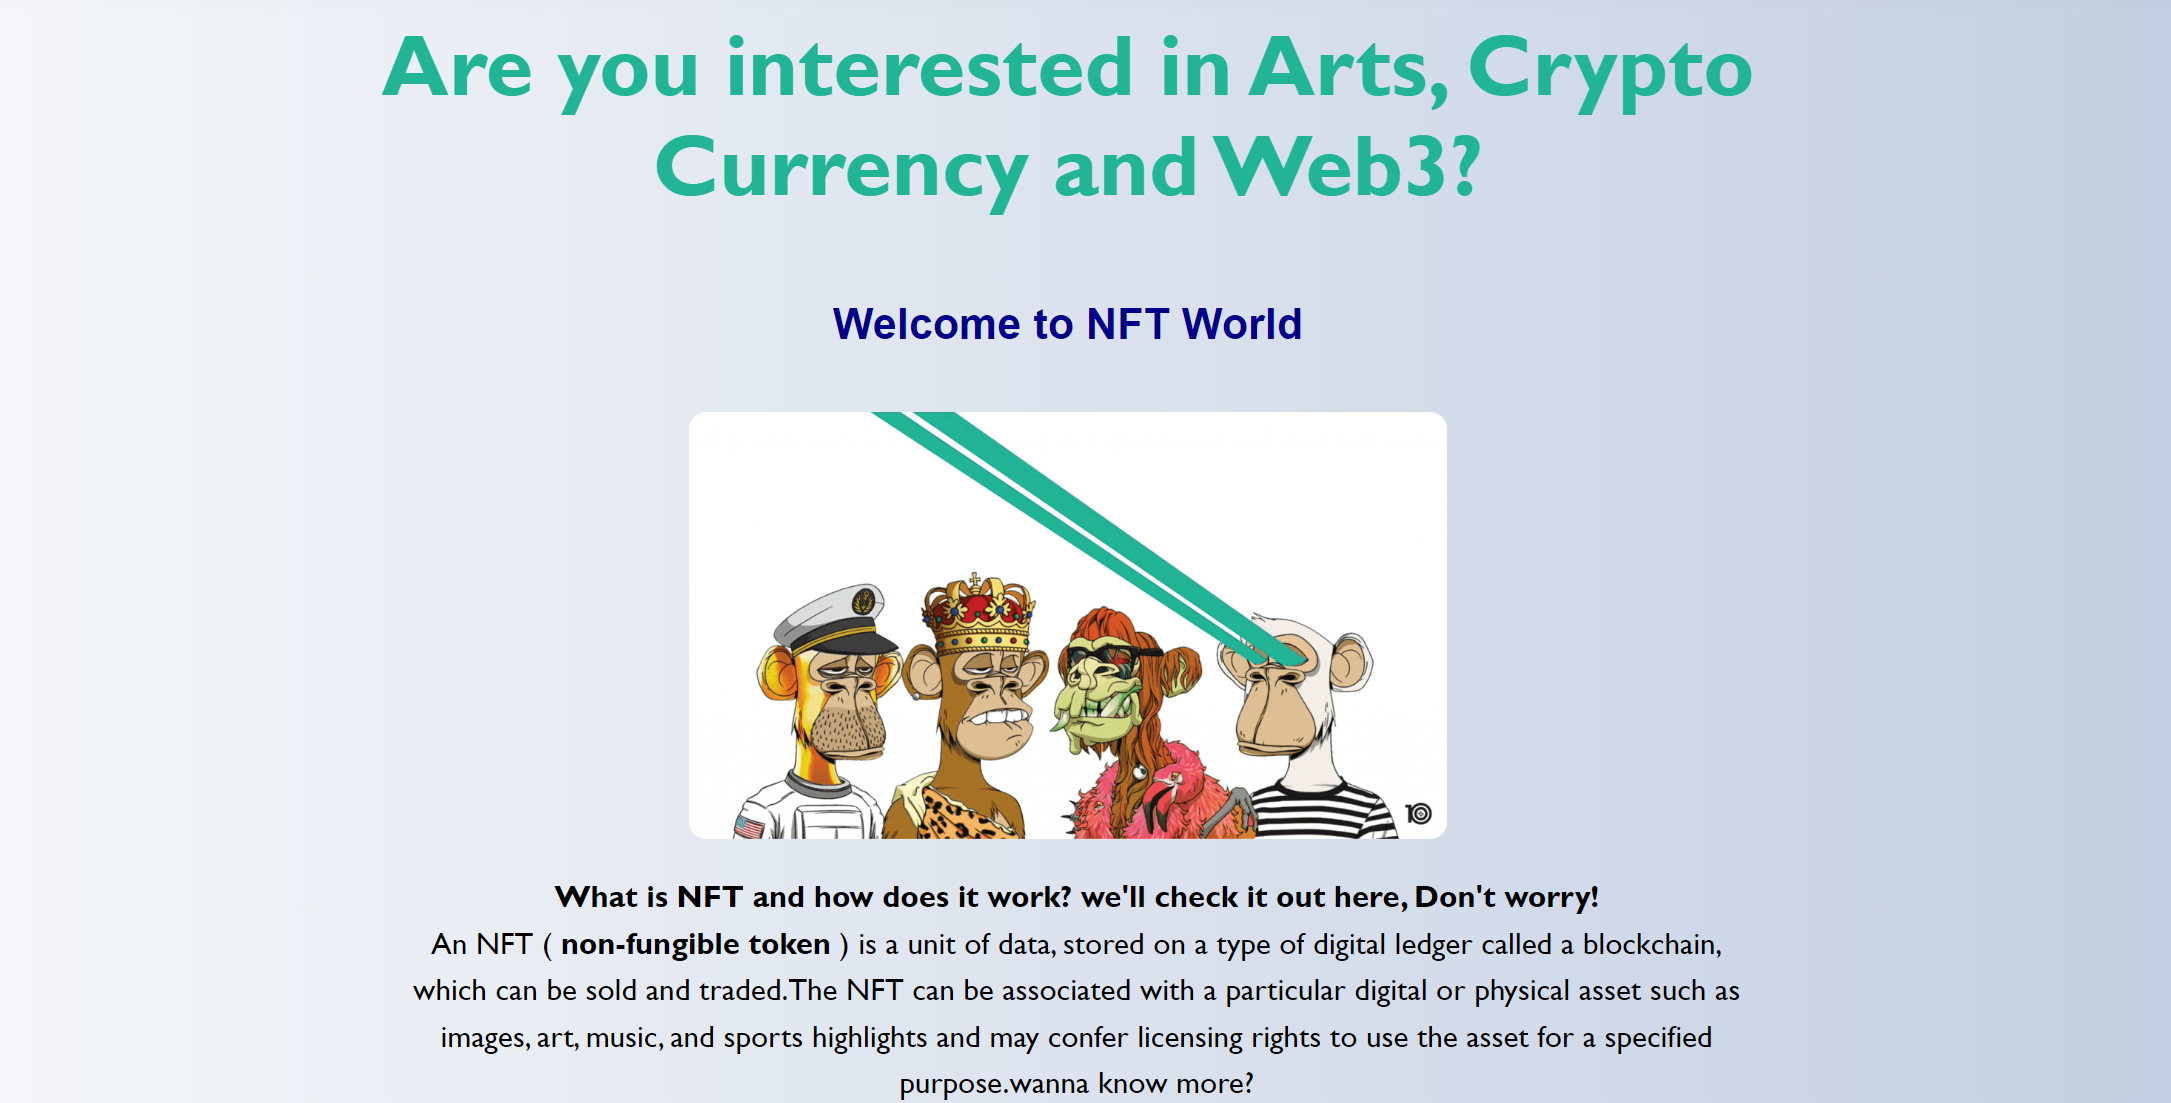 Are you interested in Arts, Crypto
Currency and Web3?
Welcome to NFT World
What is NFT and how does it work? we'll check it out here, Don't worry!
An NFT ( non-fungible token ) is a unit of data, stored on a type of digital ledger called a blockchain,
which can be sold and traded.The NFT can be associated with a particular digital or physical asset such as
images, art, music, and sports highlights and may confer licensing rights to use the asset for a specified
purpose.wanna know more?